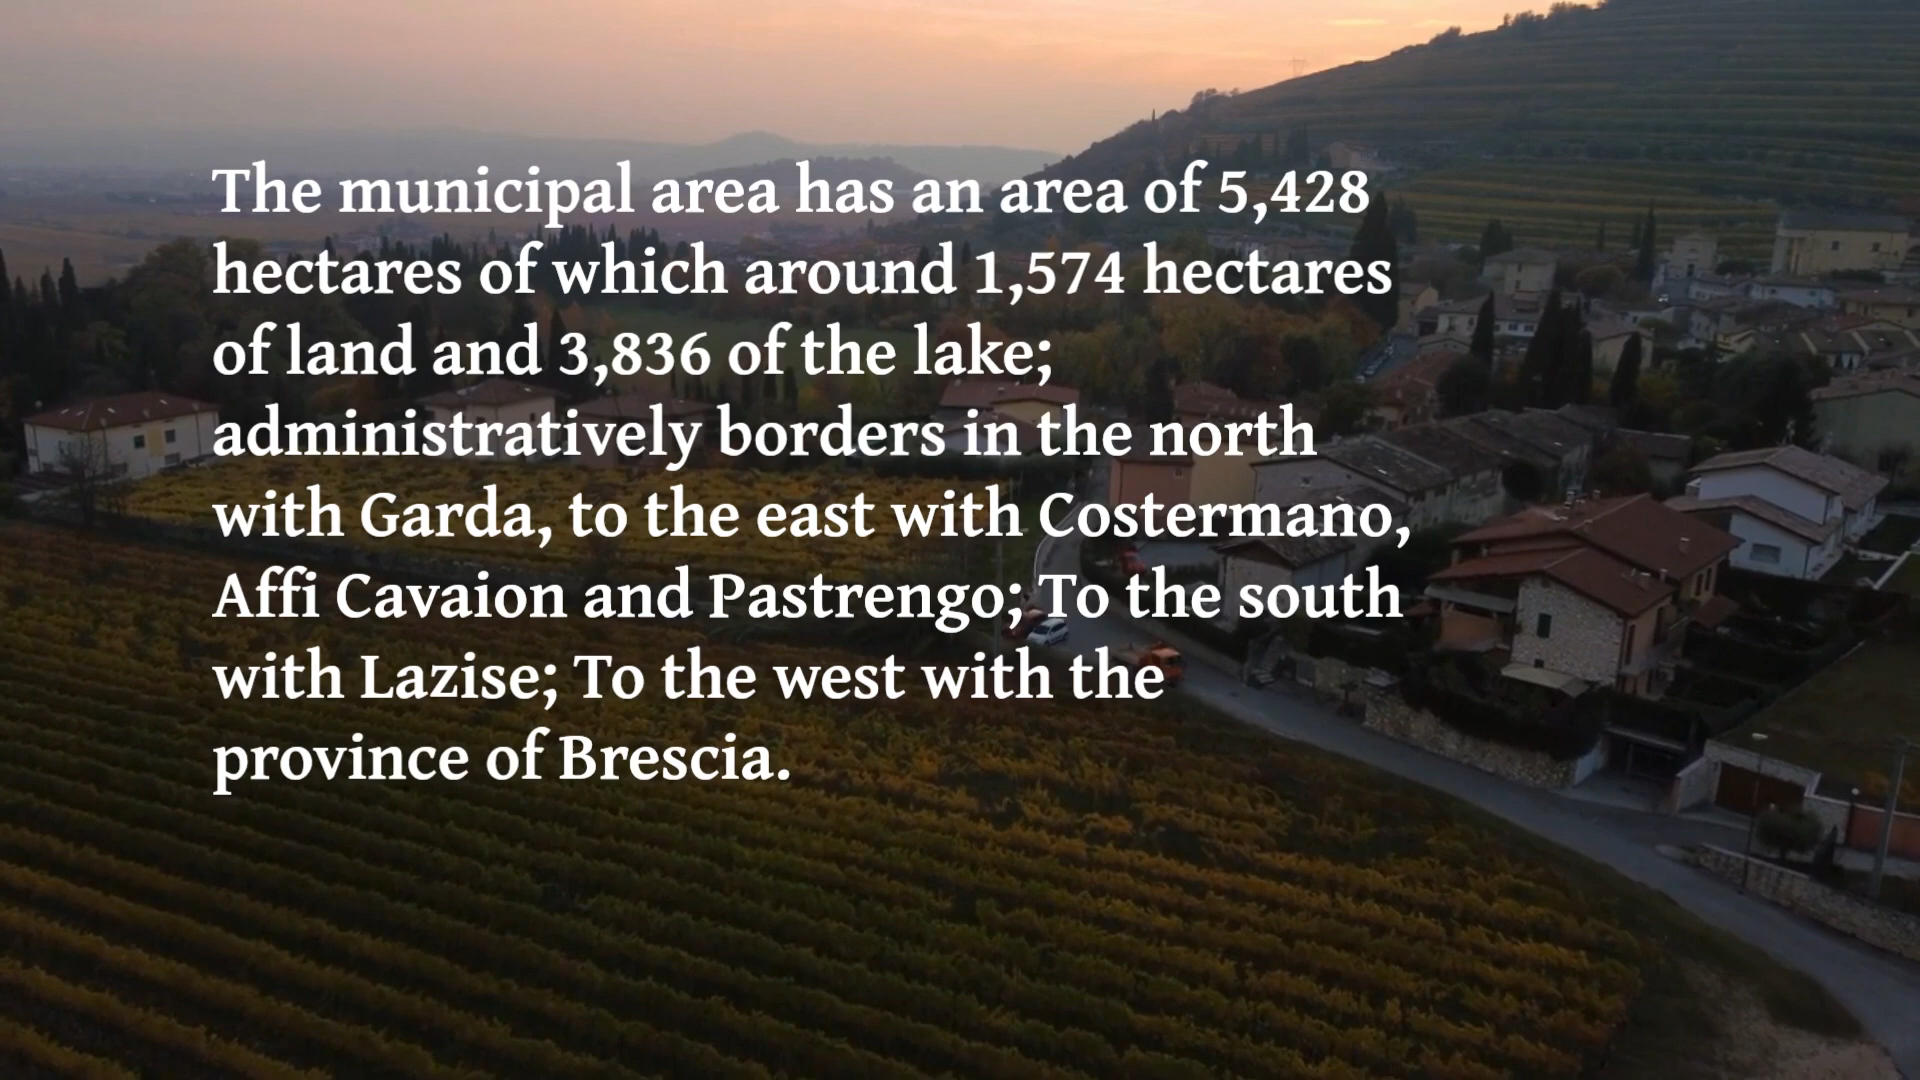 The municipal area has an area of 5,428
hectares of which around 1,574 hectares
of land and 3,836 of the lake;
administratively borders in the north
with Garda, to the east with Costermano,
Affi Cavaion and Pastrengo; To the south
with Lazise; To the west with the
province of Brescia.